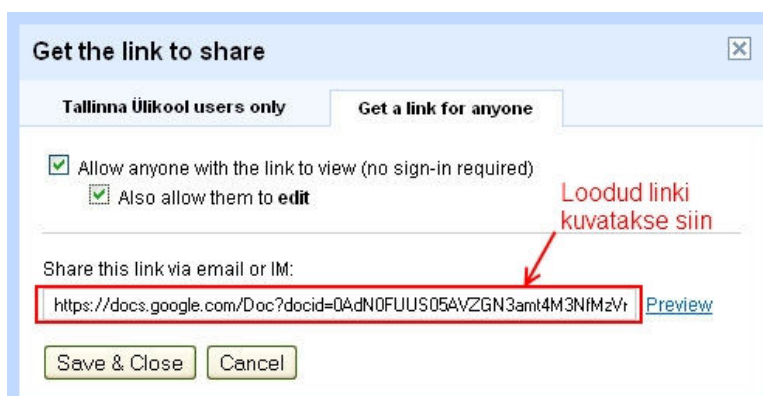 Get the link to share
Tallinna Ülikool users only
Get a link for anyone
Allow anyone with the link to view (no sign-in required)
Also allow them to edit
Loodud linki
kuvatakse siin
Share this link via email or IM:
https://docs.google.com/Doc?docid=0AdN0FUUS05AVZGN3amt4M3NfMzVr
Preview
Save & Close
Cancel